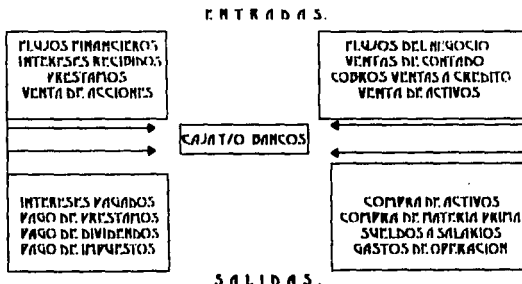 ENTRADAS.
FLUJOS FINANCIEROS
INTERESES RECIBIDOS
PRESTAMOS
VENTA DE ACCIONES
FLUJOS DEL NEGOCIO
VENTAS DE CONTADO
COBROS VENTAS A CREDITO
VENTA DE ACTIVOS
CAJA Y/O BANCOS
INTERESES PAGADOS
PAGO DE PRESTAMOS
PAGO DE DIVIDENDOS
PAGO DE IMPUESTOS
COMPRA DE ACTIVOS
COMPRA DE MATERIA PRIMA
SUELDOS A SALARIOS
GASTOS DE OPERACION
SALIDAS.